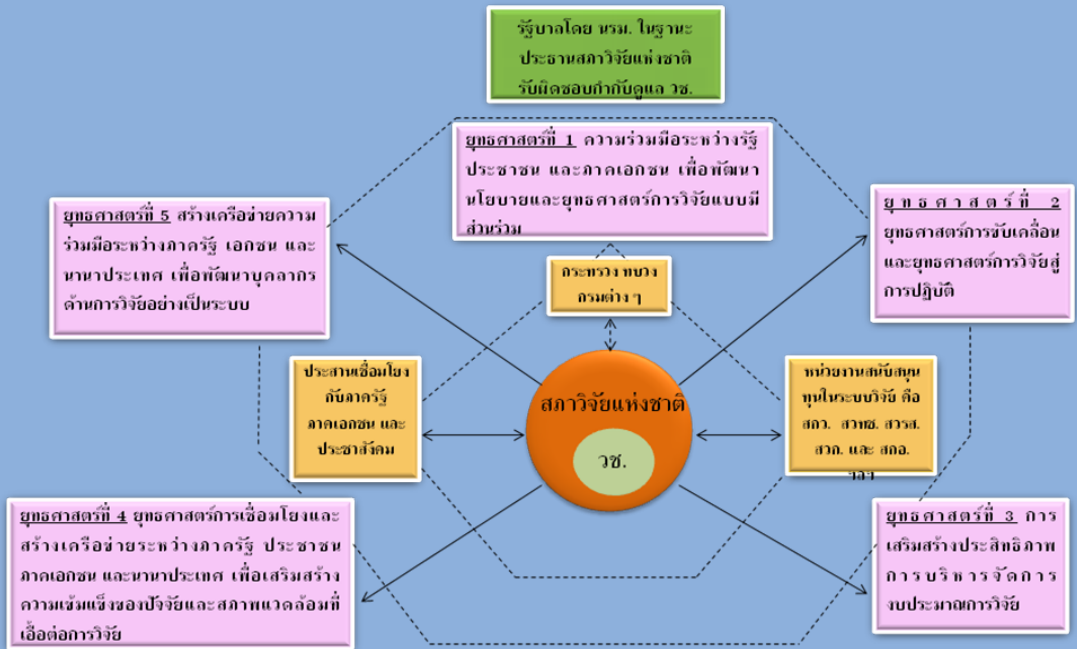 รัฐบาลโดย นรม. ในฐานะ
ประธานสภาวิจัยแห่งชาติ
รับผิดชอบกำกับดูแล วช.
ยุทธศาสตร์ที่ 1 ความร่วมมือระหว่างรัฐ
ประชาชน และภาคเอกชน เพื่อพัฒนา
นโยบายและยุทธศาสตร์การวิจัยแบบมี
ส่วนร่วม
ยุทธศาสตร์ที่ 5 สร้างเครือข่ายความ
ร่วมมือระหว่างภาครัฐ เอกชน และ
นานาประเทศ เพื่อพัฒนาบุคลากร
ด้านการวิจัยอย่างเป็นระบบ
ยุทธศาสตร์ที่ 2
ยุทธศาสตร์การขับเคลื่อน
และยุทธศาสตร์การวิจัยสู่
การปฏิบัติ
กระทรวง ทบวง
กรมต่าง ๆ
ประสานเชื่อมโยง
กับภาครัฐ
ภาคเอกชน และ
ประชาสังคม
สภาวิจัยแห่งชาติ
วช.
หน่วยงานสนับสนุน
ทุนในระบบวิจัย คือ
สกว. สวทช. สวรส.
สวก. และ สกอ.
ฯลฯ
ยุทธศาสตร์ที่ 4 ยุทธศาสตร์การเชื่อมโยงและ
สร้างเครือข่ายระหว่างภาครัฐ ประชาชน
ภาคเอกชน และนานาประเทศ เพื่อเสริมสร้าง
ความเข้มแข็งของปัจจัยและสภาพแวดล้อมที่
เอื้อต่อการวิจัย
ยุทธศาสตร์ที่ 3 การ
เสริมสร้างประสิทธิภาพ
การบริหารจัดการ
งบประมาณการวิจัย